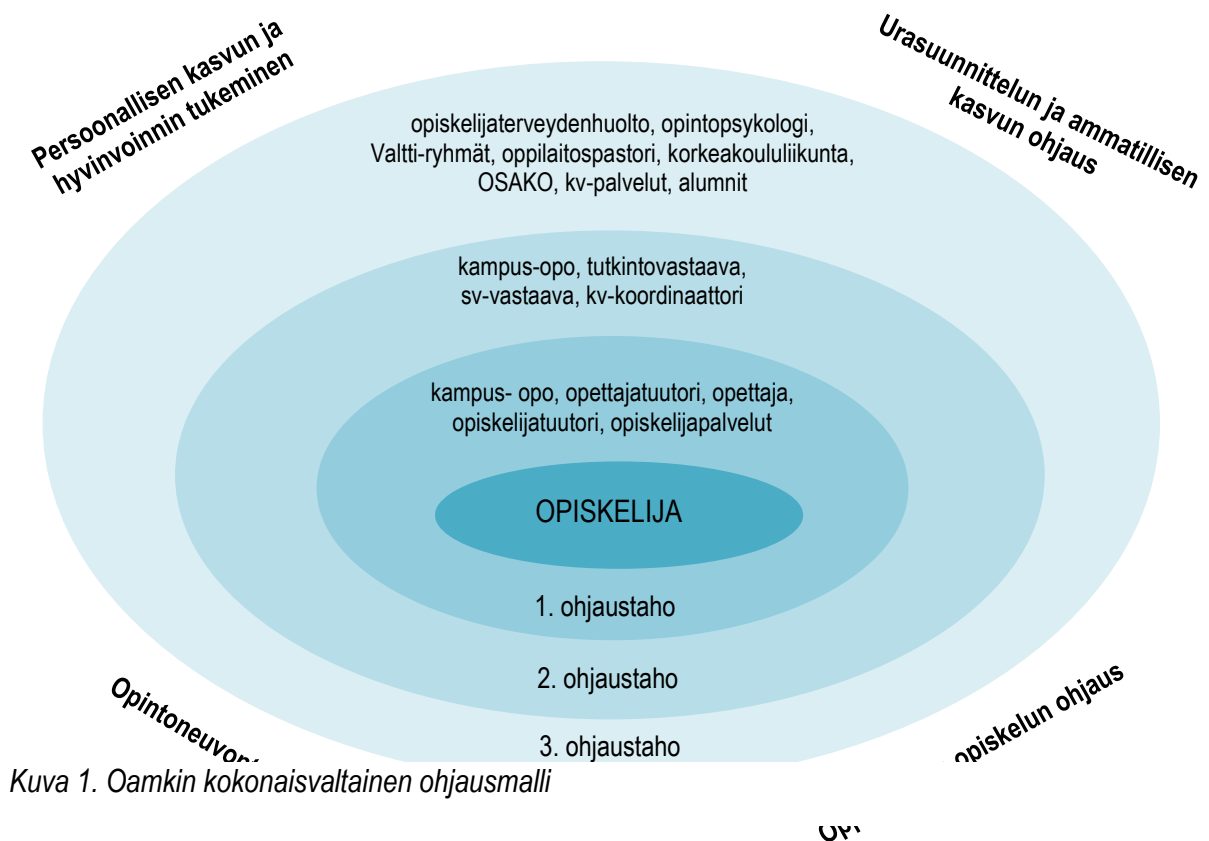 Persoonallisen kasvun ja
hyvinvoinnin tukeminen
Urasuunnittelun ja ammatillisen
kasvun ohjaus
opiskelijaterveydenhuolto, opintopsykologi,
Valtti-ryhmät, oppilaitospastori, korkeakoululiikunta,
OSAKO, kv-palvelut, alumnit
kampus-opo, tutkintovastaava,
sv-vastaava, kv-koordinaattori
kampus- opo, opettajatuutori, opettaja,
opiskelijatuutori, opiskelijapalvelut
OPISKELIJA
1. ohjaustaho
2. ohjaustaho
3. ohjaustaho
opiskelun ohjaus
Kuva 1. Oamkin kokonaisvaltainen ohjausmalli